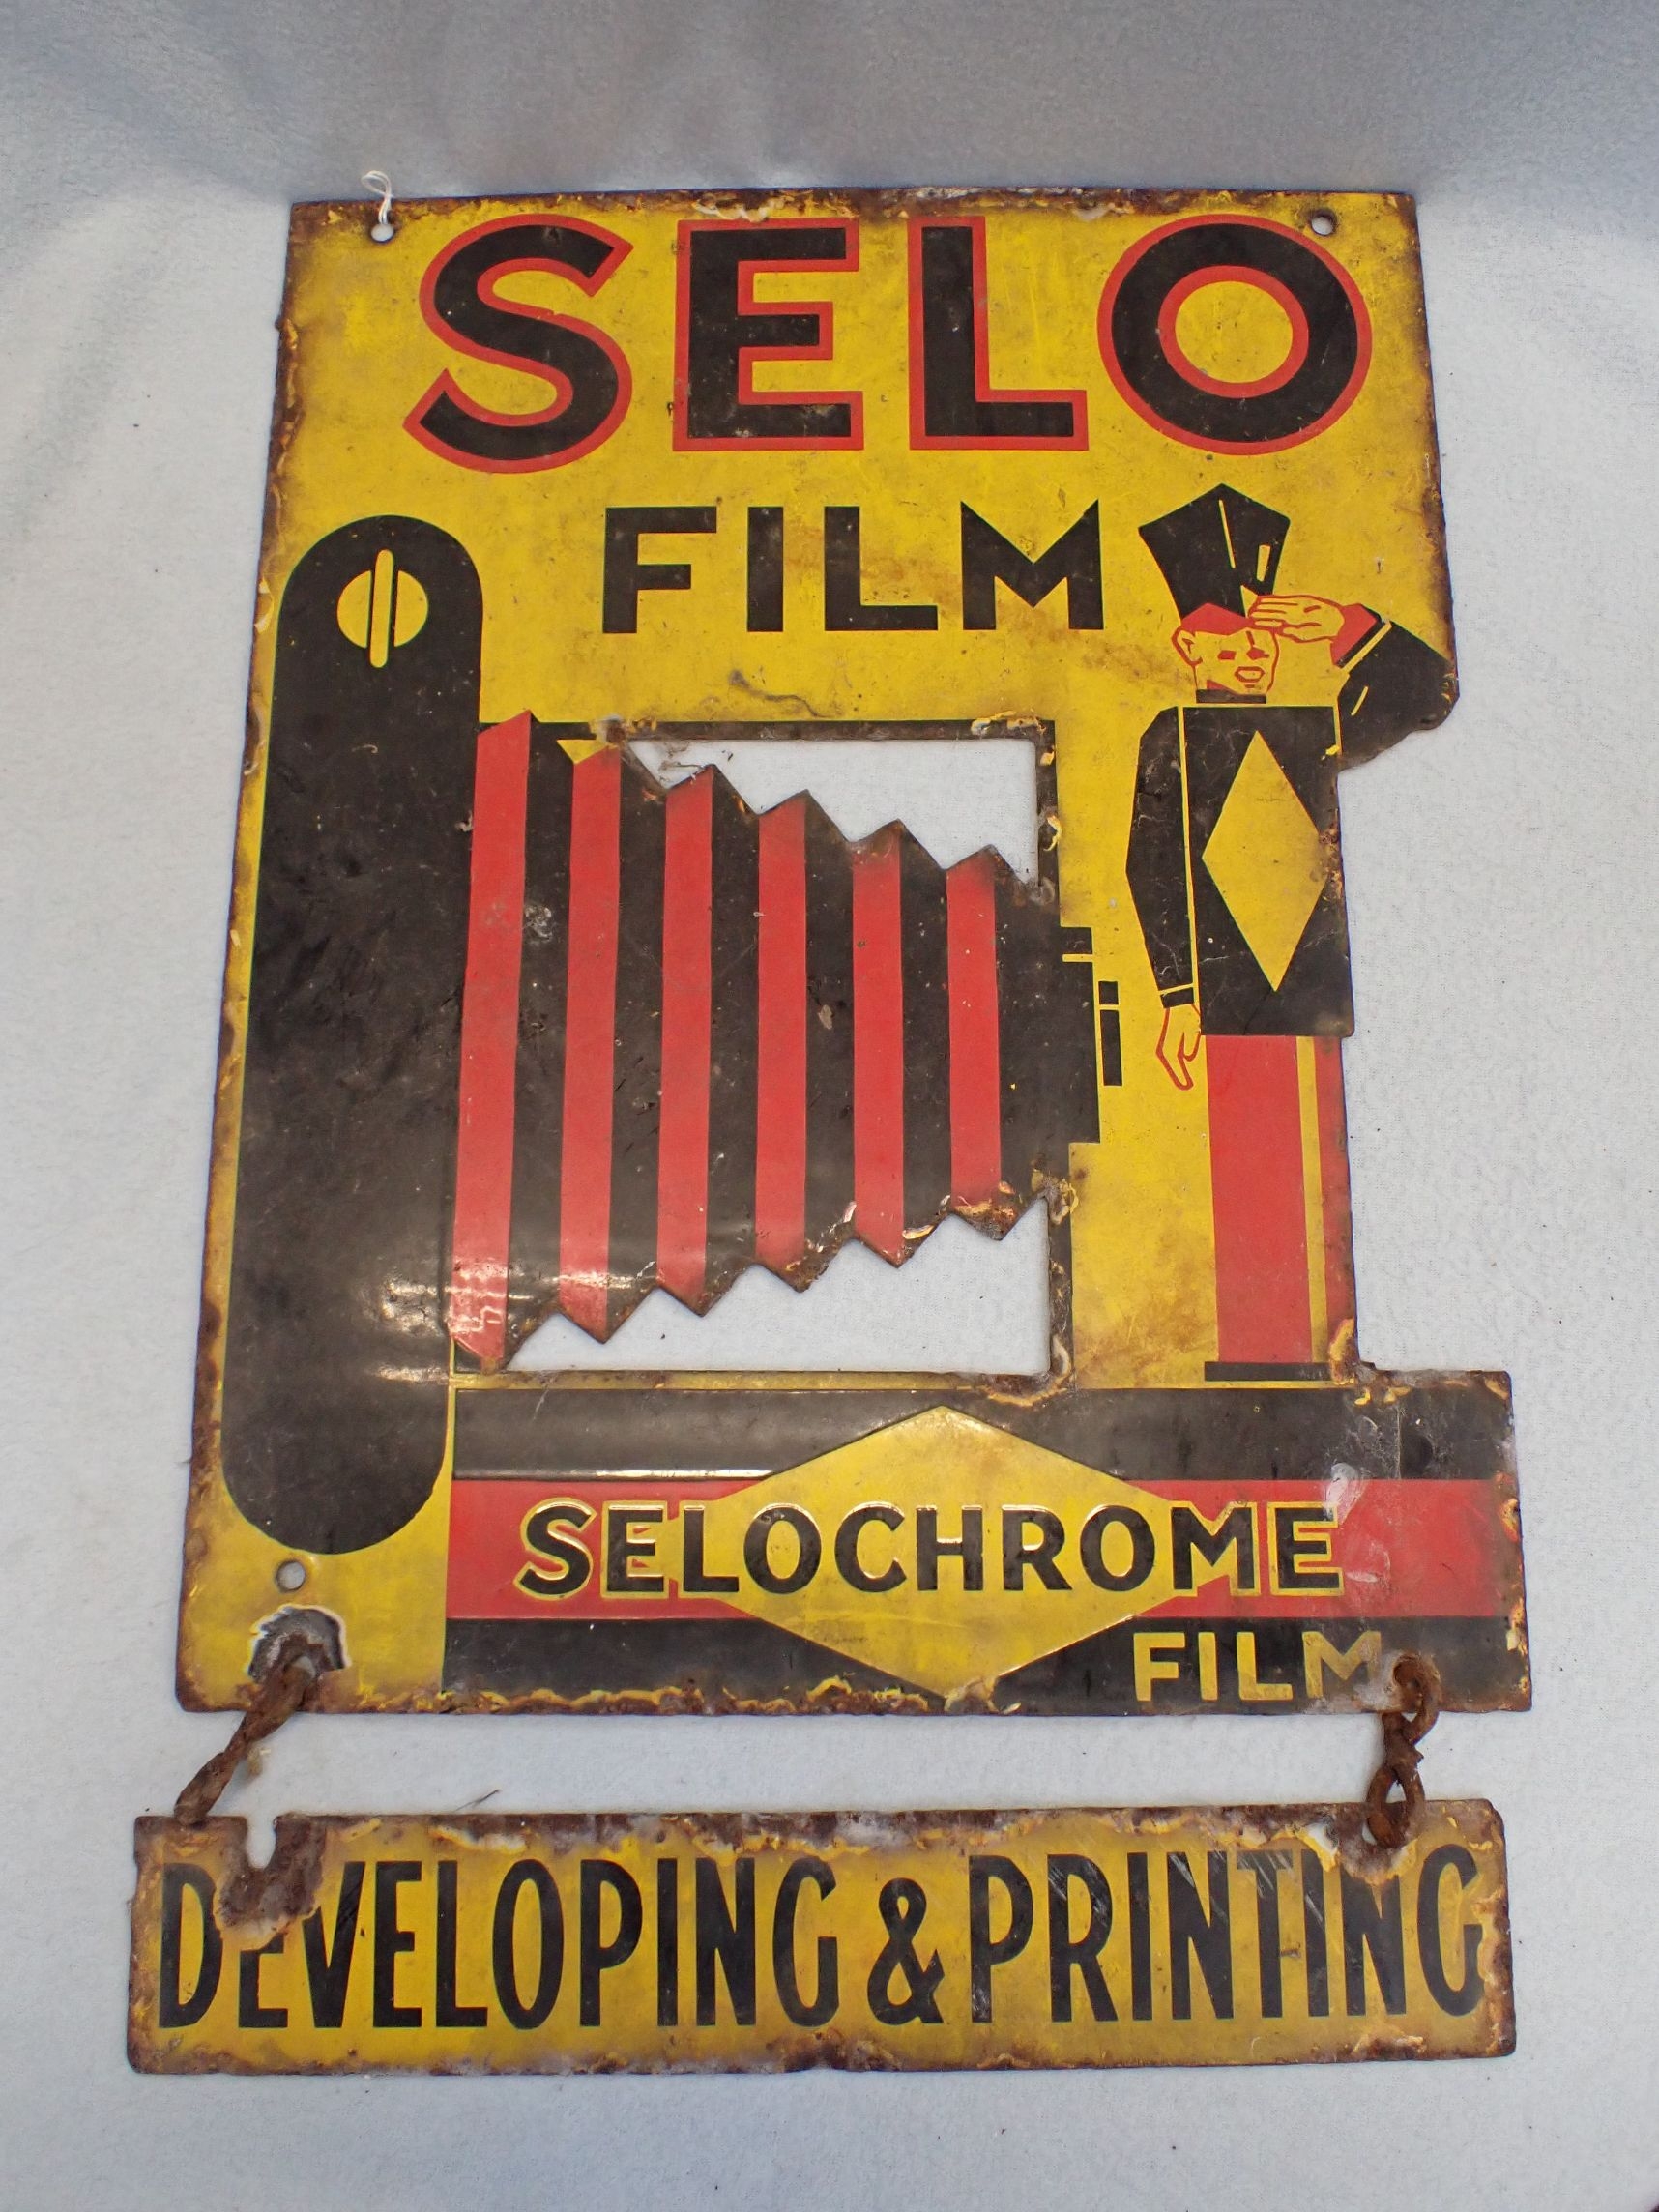 SELO
FILM
SELOCHROME
FILM
DEVELOPING & PRINTING